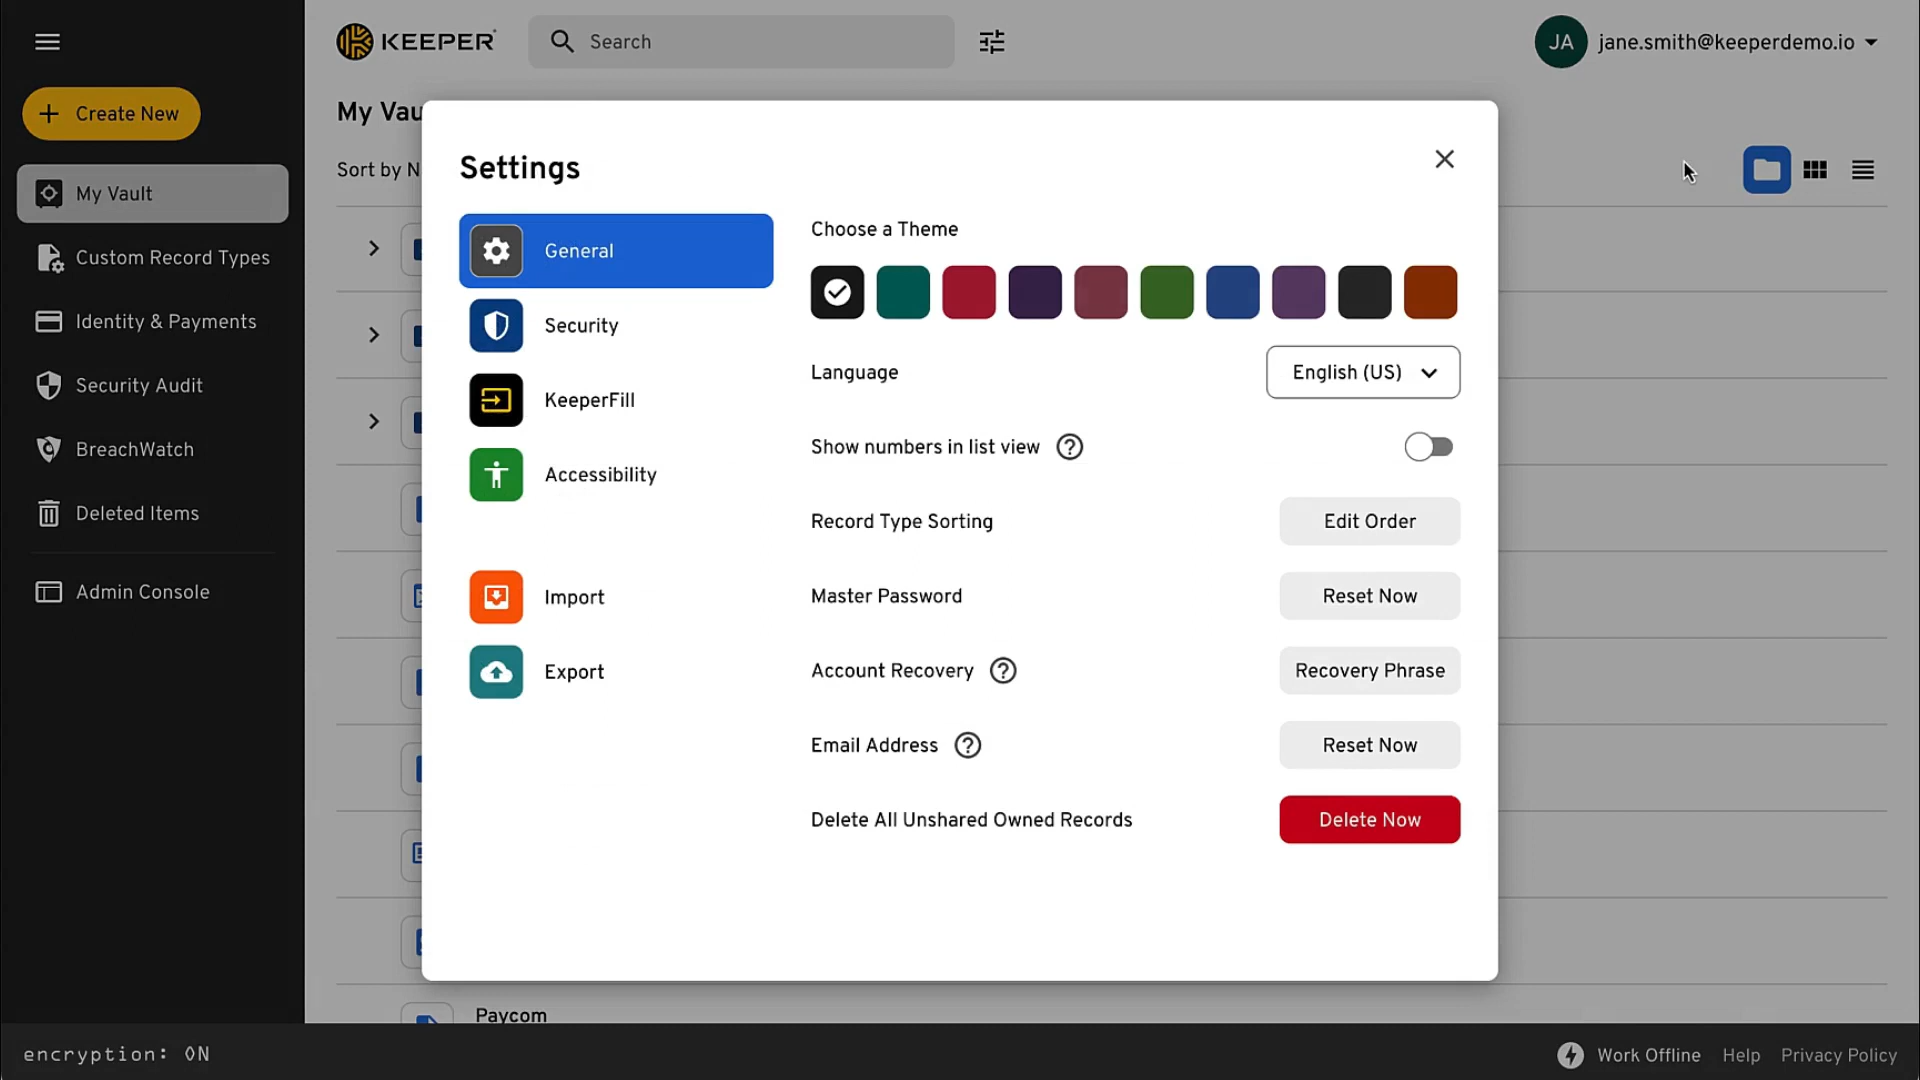 KEEPER
Search
JA
jane.smith@keeperdemo.io
Create New
My Vau
Sort by N
My Vault
Custom Record Types
Identity & Payments
Security Audit
BreachWatch
Deleted Items
Admin Console
Settings
General
Security
KeeperFill
Accessibility
Import
Export
Choose a Theme
Language
English (US)
Show numbers in list view
?
Record Type Sorting
Edit Order
Master Password
Reset Now
Account Recovery
?
Recovery Phrase
Email Address
?
Reset Now
Delete All Unshared Owned Records
Delete Now
Paycom
encryption: ON
Work Offline
Help
Privacy Policy